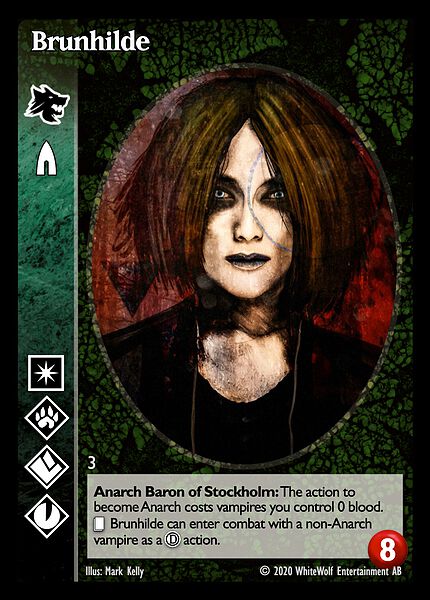 Brunhilde
3
Anarch Baron of Stockholm: The action to
become Anarch costs vampires you control 0 blood.
Brunhilde can enter combat with a non-Anarch
vampire as a Ⓓ action.
8
Illus: Mark Kelly © 2020 WhiteWolf Entertainment AB